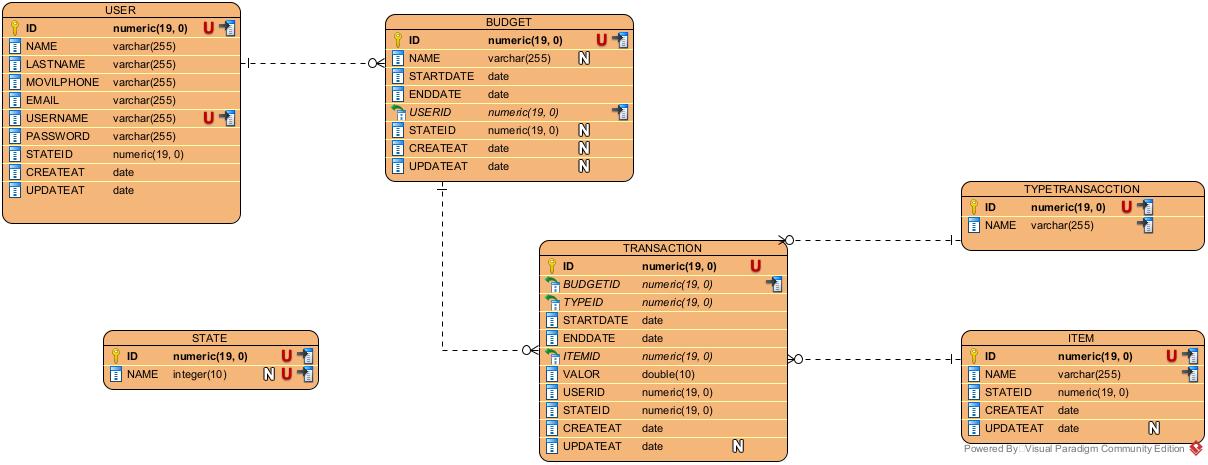 USER
ID numeric(19, 0) U
NAME varchar(255)
LASTNAME varchar(255)
MOVILPHONE varchar(255)
EMAIL varchar(255)
USERNAME varchar(255) U
PASSWORD varchar(255)
STATEID numeric(19, 0)
CREATEAT date
UPDATEAT date
BUDGET
ID numeric(19, 0) U
NAME varchar(255) N
STARTDATE date
ENDDATE date
USERID numeric(19, 0)
STATEID numeric(19, 0) N
CREATEAT date N
UPDATEAT date N
TYPETRANSACCTION
ID numeric(19, 0) U
NAME varchar(255)
TRANSACTION
ID numeric(19, 0) U
BUDGETID numeric(19, 0)
TYPEID numeric(19, 0)
STARTDATE date
ENDDATE date
ITEMID numeric(19, 0)
VALOR double(10)
USERID numeric(19, 0)
STATEID numeric(19, 0)
CREATEAT date
UPDATEAT date N
STATE
ID numeric(19, 0) U
NAME integer(10) N U
ITEM
ID numeric(19, 0) U
NAME varchar(255)
STATEID numeric(19, 0)
CREATEAT date
UPDATEAT date N
Powered By Visual Paradigm Community Edition